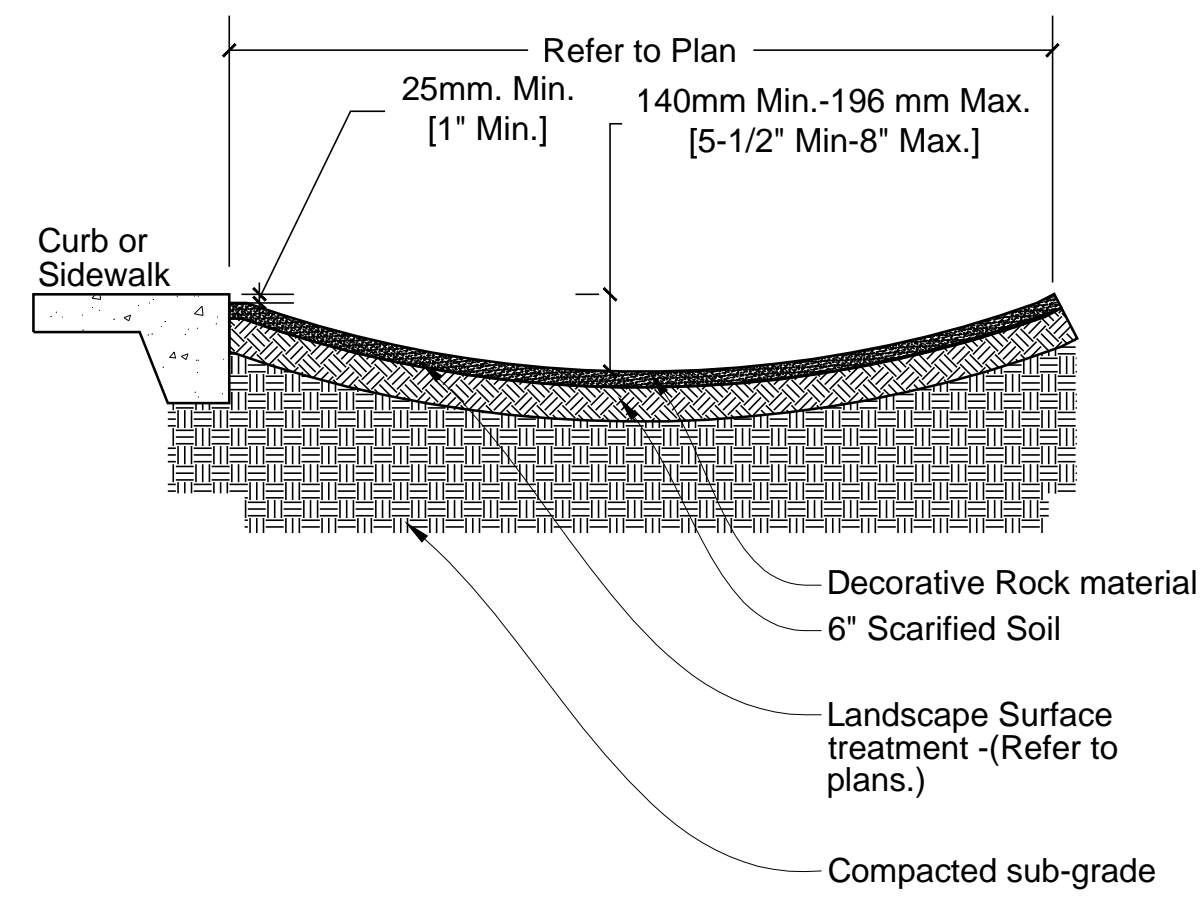 Refer to Plan
25mm. Min.
[1" Min.]
140mm Min.-196 mm Max.
[5-1/2" Min-8" Max.]
Curb or
Sidewalk
Decorative Rock material
6" Scarified Soil
Landscape Surface
treatment -(Refer to
plans.)
Compacted sub-grade